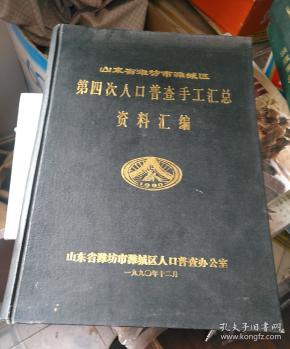 山东省潍坊市潍城区
第四次人口普查手工汇总
资料汇编
1990
山东省潍坊市潍城区人口普查办公室
一九九〇年十二月
孔夫子旧书网